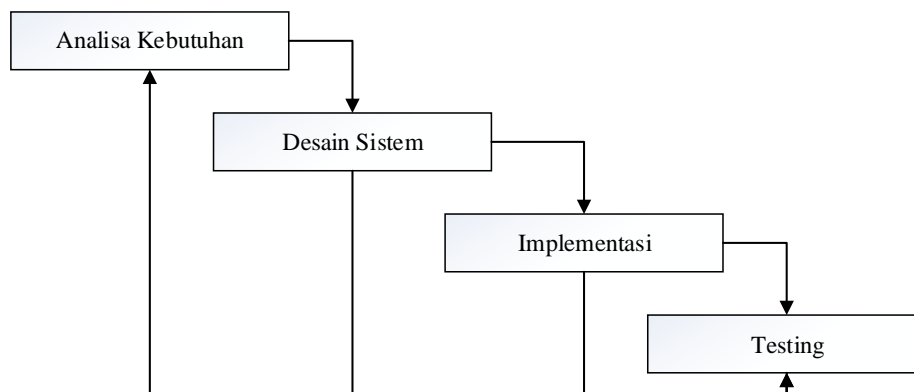 Analisa Kebutuhan
Desain Sistem
Implementasi
Testing